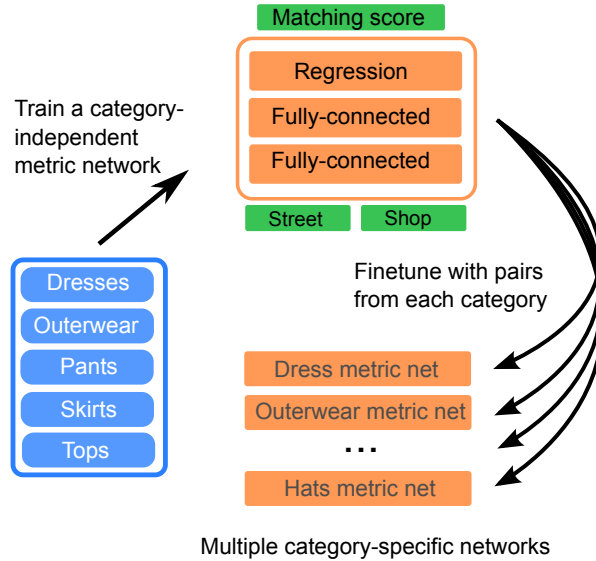 Matching score
Regression
Fully-connected
Fully-connected
Street
Shop
Train a category-
independent
metric network
Dresses
Outerwear
Pants
Skirts
Tops
Finetune with pairs
from each category
Dress metric net
Outerwear metric net
...
Hats metric net
Multiple category-specific networks